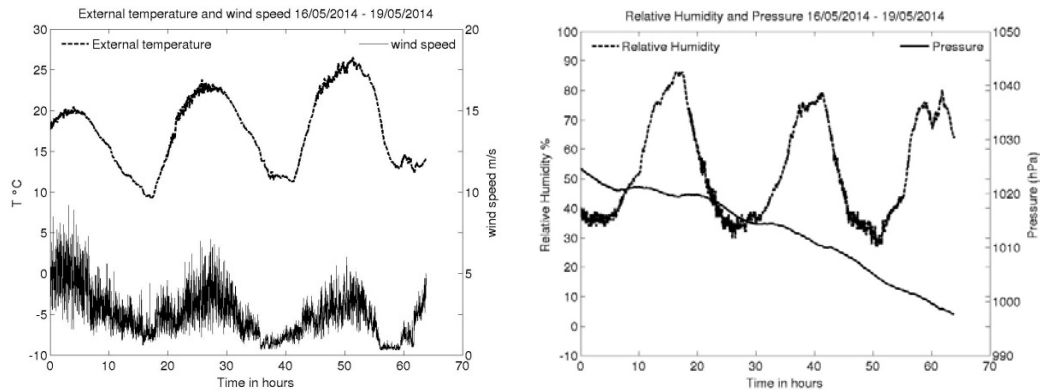 External temperature and wind speed 16/05/2014 - 19/05/2014
30
25
20
15
10
5
0
-5
-10
T °C
External temperature
wind speed
20
15
10
5
0
wind speed m/s
0 10 20 30 40 50 60 70
Time in hours
Relative Humidity and Pressure 16/05/2014 - 19/05/2014
100
90
80
70
60
50
40
30
20
10
0
-10
Relative Humidity %
Relative Humidity
Pressure
1050
1040
1030
1020
1010
1000
990
Pressure (hPa)
0 10 20 30 40 50 60 70
Time in hours